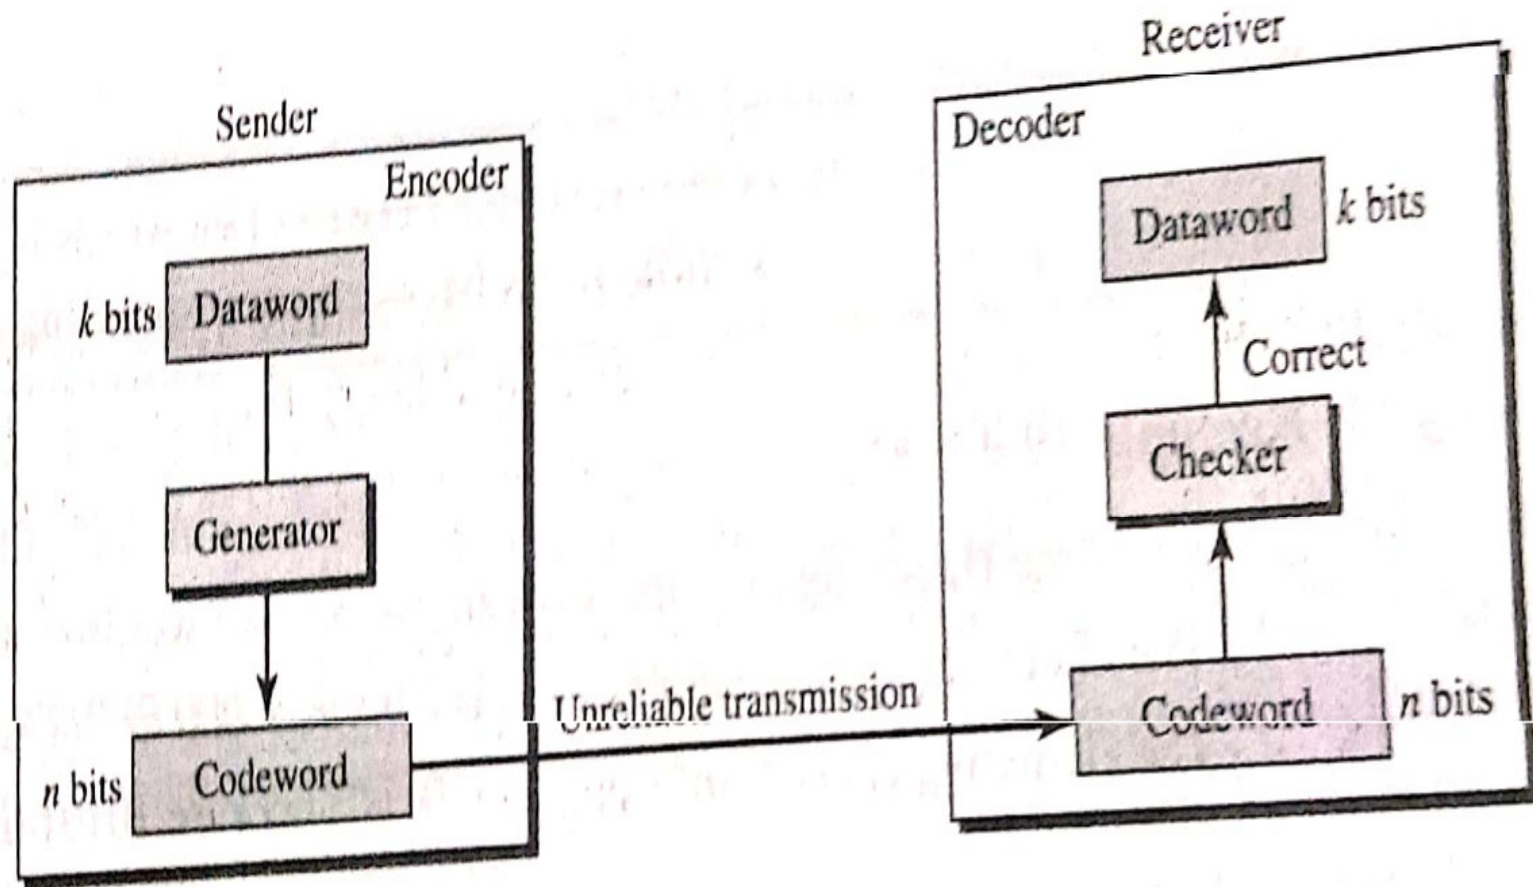 Sender
Encoder
k bits
Dataword
Generator
n bits
Codeword
Unreliable transmission
Receiver
Decoder
Dataword
k bits
Correct
Checker
Codeword
n bits